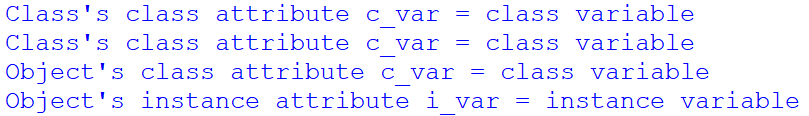 Class's class attribute c_var = class variable
Class's class attribute c_var = class variable
Object's class attribute c_var = class variable
Object's instance attribute i_var = instance variable